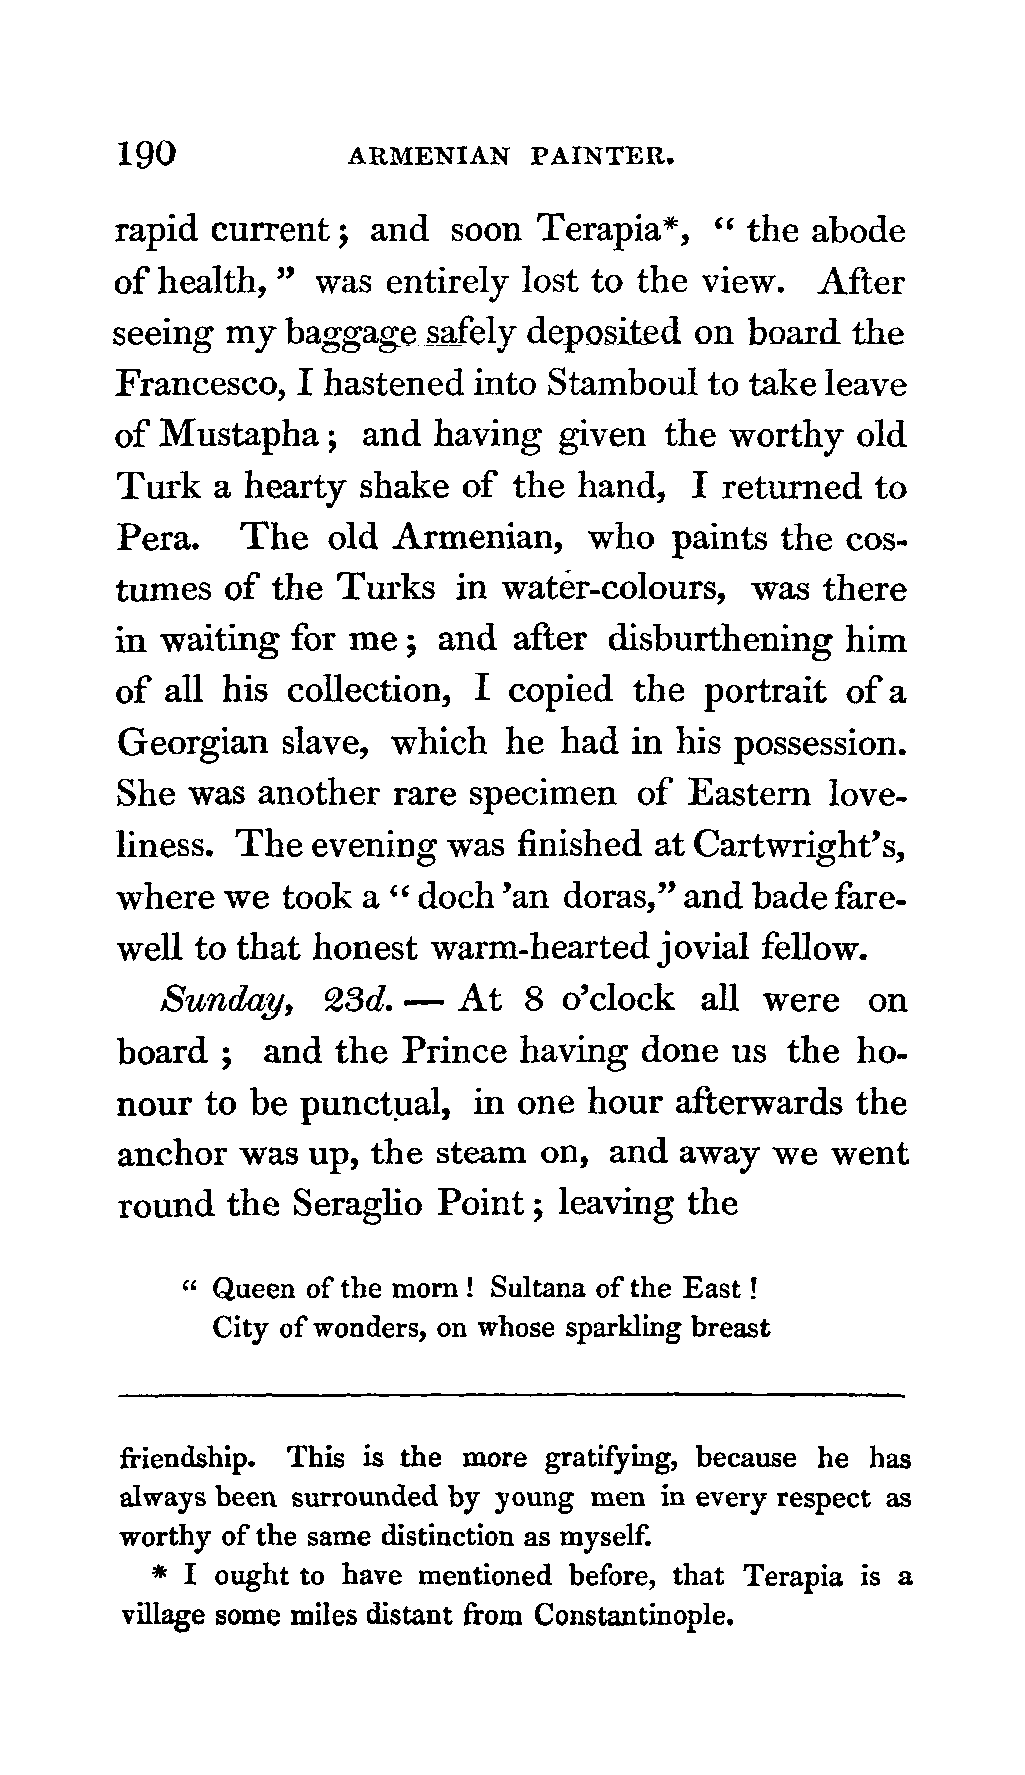 190 ARMENIAN PAINTER.
rapid current; and soon Terapia*, “ the abode
of health, ” was entirely lost to the view. After
seeing my baggage safely deposited on board the
Francesco, I hastened into Stamboul to take leave
of Mustapha; and having given the worthy old
Turk a hearty shake of the hand, I returned to
Pera. The old Armenian, who paints the cos-
tumes of the Turks in water-colours, was there
in waiting for me; and after disburthening him
of all his collection, I copied the portrait of a
Georgian slave, which he had in his possession.
She was another rare specimen of Eastern love-
liness. The evening was finished at Cartwright’s,
where we took a “ doch ’an doras,” and bade fare-
well to that honest warm-hearted jovial fellow.
Sunday, 23d. — At 8 o’clock all were on
board ; and the Prince having done us the ho-
nour to be punctual, in one hour afterwards the
anchor was up, the steam on, and away we went
round the Seraglio Point; leaving the
“ Queen of the morn! Sultana of the East!
City of wonders, on whose sparkling breast
friendship. This is the more gratifying, because he has
always been surrounded by young men in every respect as
worthy of the same distinction as myself.
* I ought to have mentioned before, that Terapia is a
village some miles distant from Constantinople.